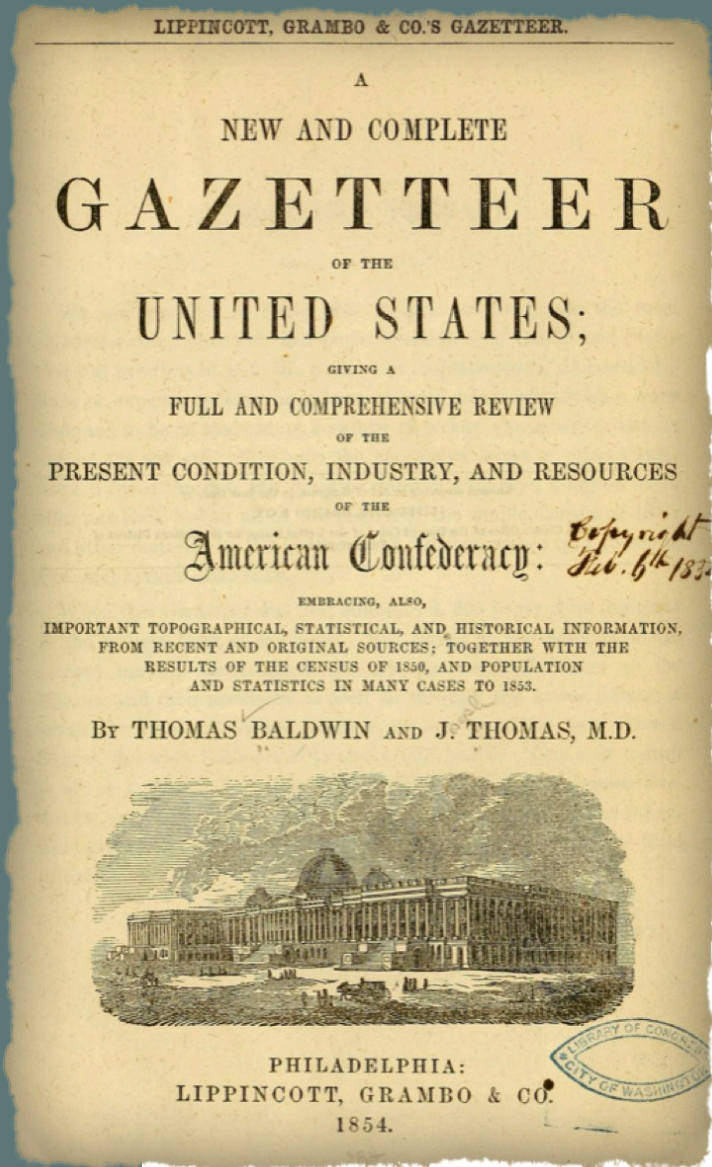 LIPPINCOTT, GRAMBO & CO.'S GAZETTEER.
A
NEW AND COMPLETE
GAZETTEER
OF THE
UNITED STATES;
GIVING A
FULL AND COMPREHENSIVE REVIEW
OF THE
PRESENT CONDITION, INDUSTRY, AND RESOURCES
OF THE
American Confederacy:
Copyright
Feb. 6th
EMBRACING, ALSO,
IMPORTANT TOPOGRAPHICAL, STATISTICAL, AND HISTORICAL INFORMATION,
FROM RECENT AND ORIGINAL SOURCES; TOGETHER WITH THE
RESULTS OF THE CENSUS OF 1850, AND POPULATION
AND STATISTICS IN MANY CASES TO 1853.
BY THOMAS BALDWIN AND J. THOMAS, M.D.
PHILADELPHIA:
LIPPINCOTT, GRAMBO & CO.
1854.
LIBRARY OF CONGRESS
CITY OF WASHINGTON